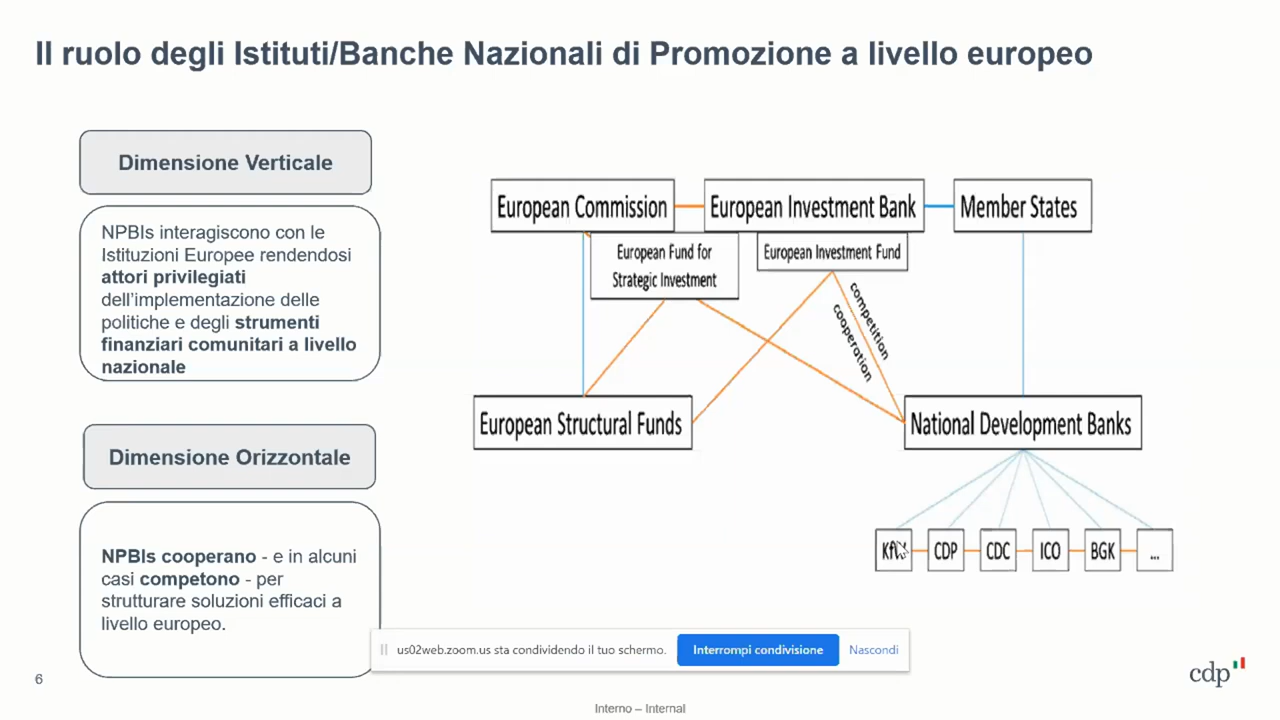 Il ruolo degli Istituti/Banche Nazionali di Promozione a livello europeo
Dimensione Verticale
NPBIs interagiscono con le
Istituzioni Europee rendendosi
attori privilegiati
dell'implementazione delle
politiche e degli strumenti
finanziari comunitari a livello
nazionale
Dimensione Orizzontale
NPBIs cooperano - e in alcuni
casi competono - per
strutturare soluzioni efficaci a
livello europeo.
European Commission
European Investment Bank
Member States
European Fund for
Strategic Investment
European Investment Fund
competition
cooperation
European Structural Funds
National Development Banks
KfW
CDP
CDC
ICO
BGK
...
us02web.zoom.us sta condividendo il tuo schermo.
Interrompi condivisione
Nascondi
6
cdp
Interno – Internal